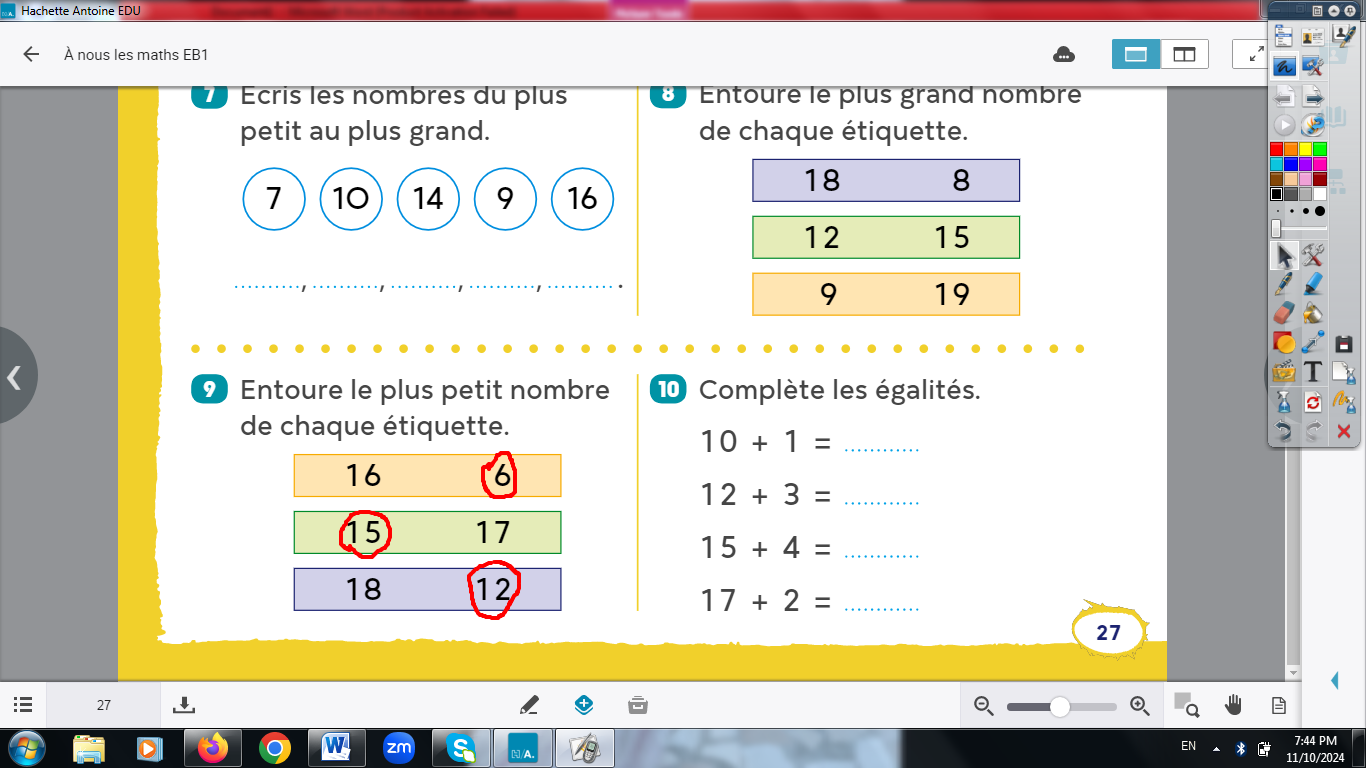 Hachette Antoine EDU
À nous les maths EB1
7 Écris les nombres du plus
petit au plus grand.
7 10 14 9 16
.........., .........., .........., .........., .......... .
8 Entoure le plus grand nombre
de chaque étiquette.
18 8
12 15
9 19
9 Entoure le plus petit nombre
de chaque étiquette.
16 6
15 17
18 12
10 Complète les égalités.
10 + 1 = ............
12 + 3 = ............
15 + 4 = ............
17 + 2 = ............
27
27
EN
7:44 PM
11/10/2024